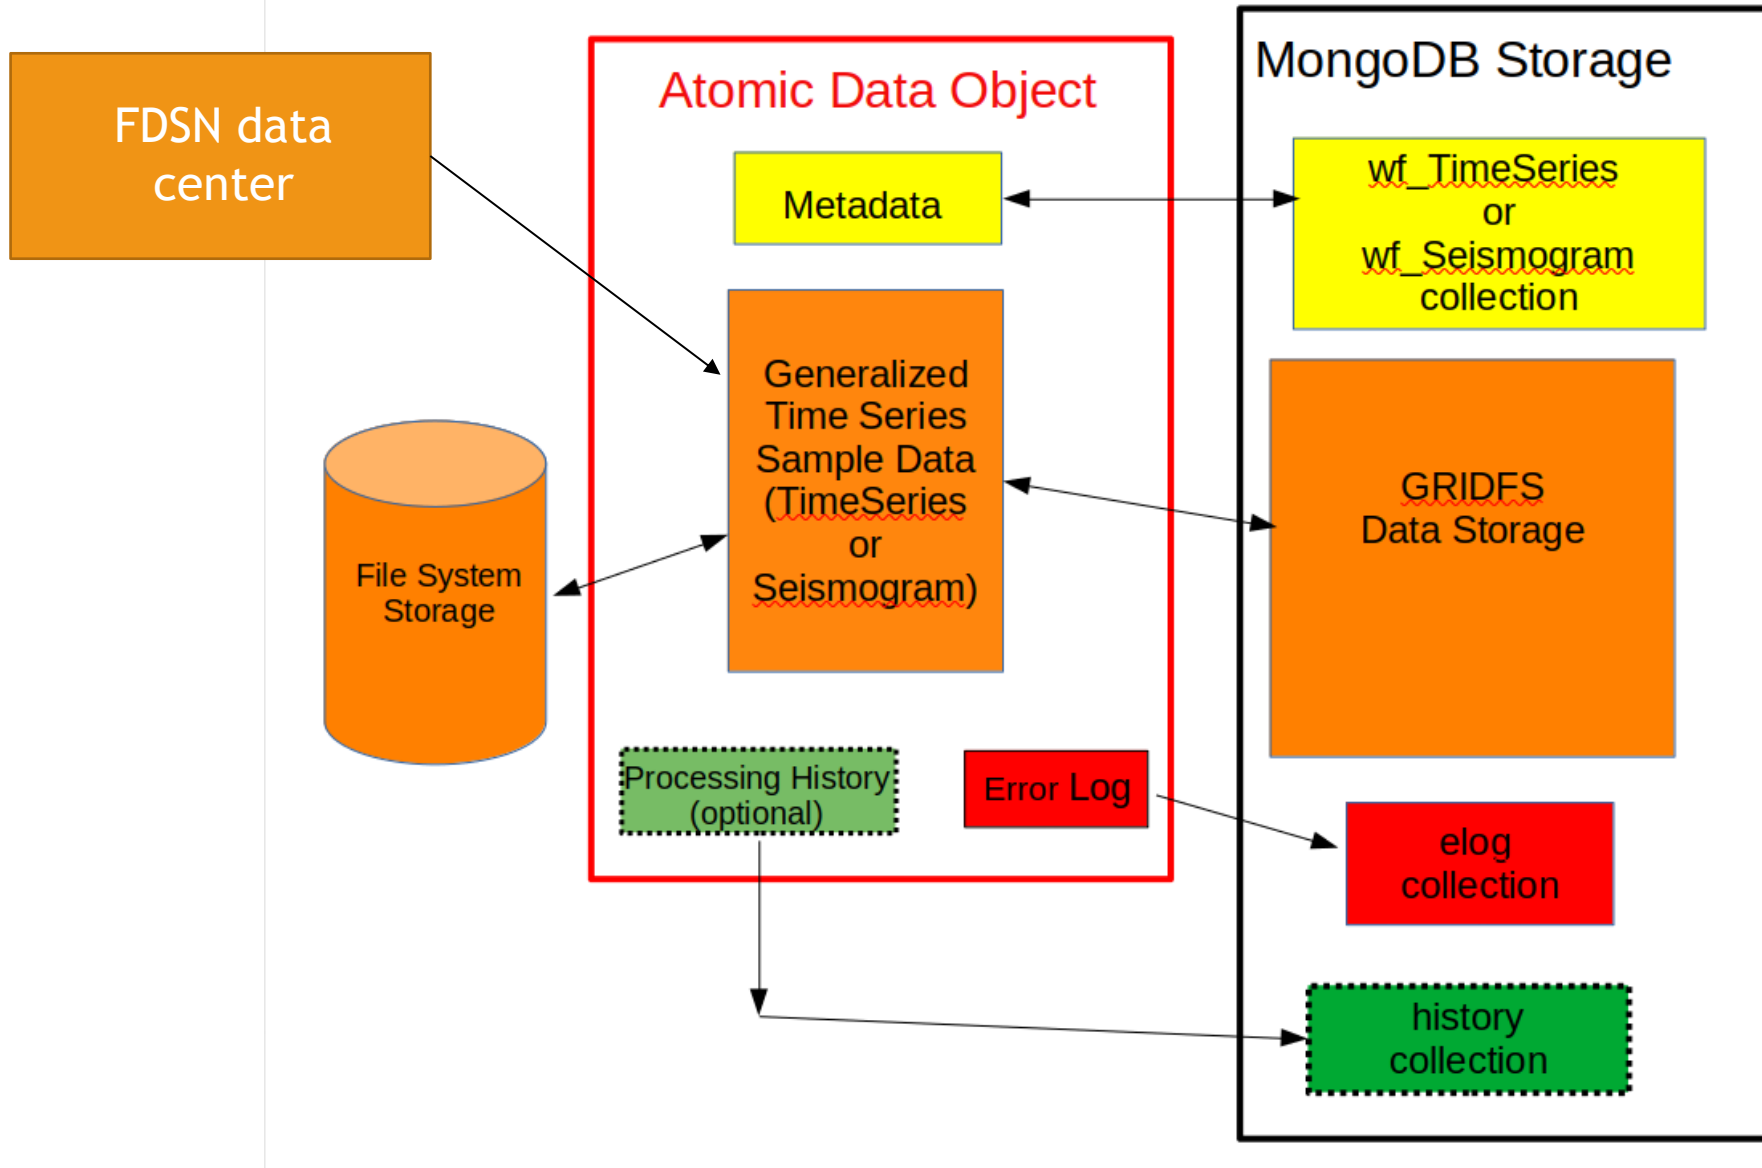 FDSN data
center
File System
Storage
Atomic Data Object
Metadata
Generalized
Time Series
Sample Data
(TimeSeries
or
Seismogram)
Processing History
(optional)
Error Log
MongoDB Storage
wf_TimeSeries
or
wf_Seismogram
collection
GRIDFS
Data Storage
elog
collection
history
collection